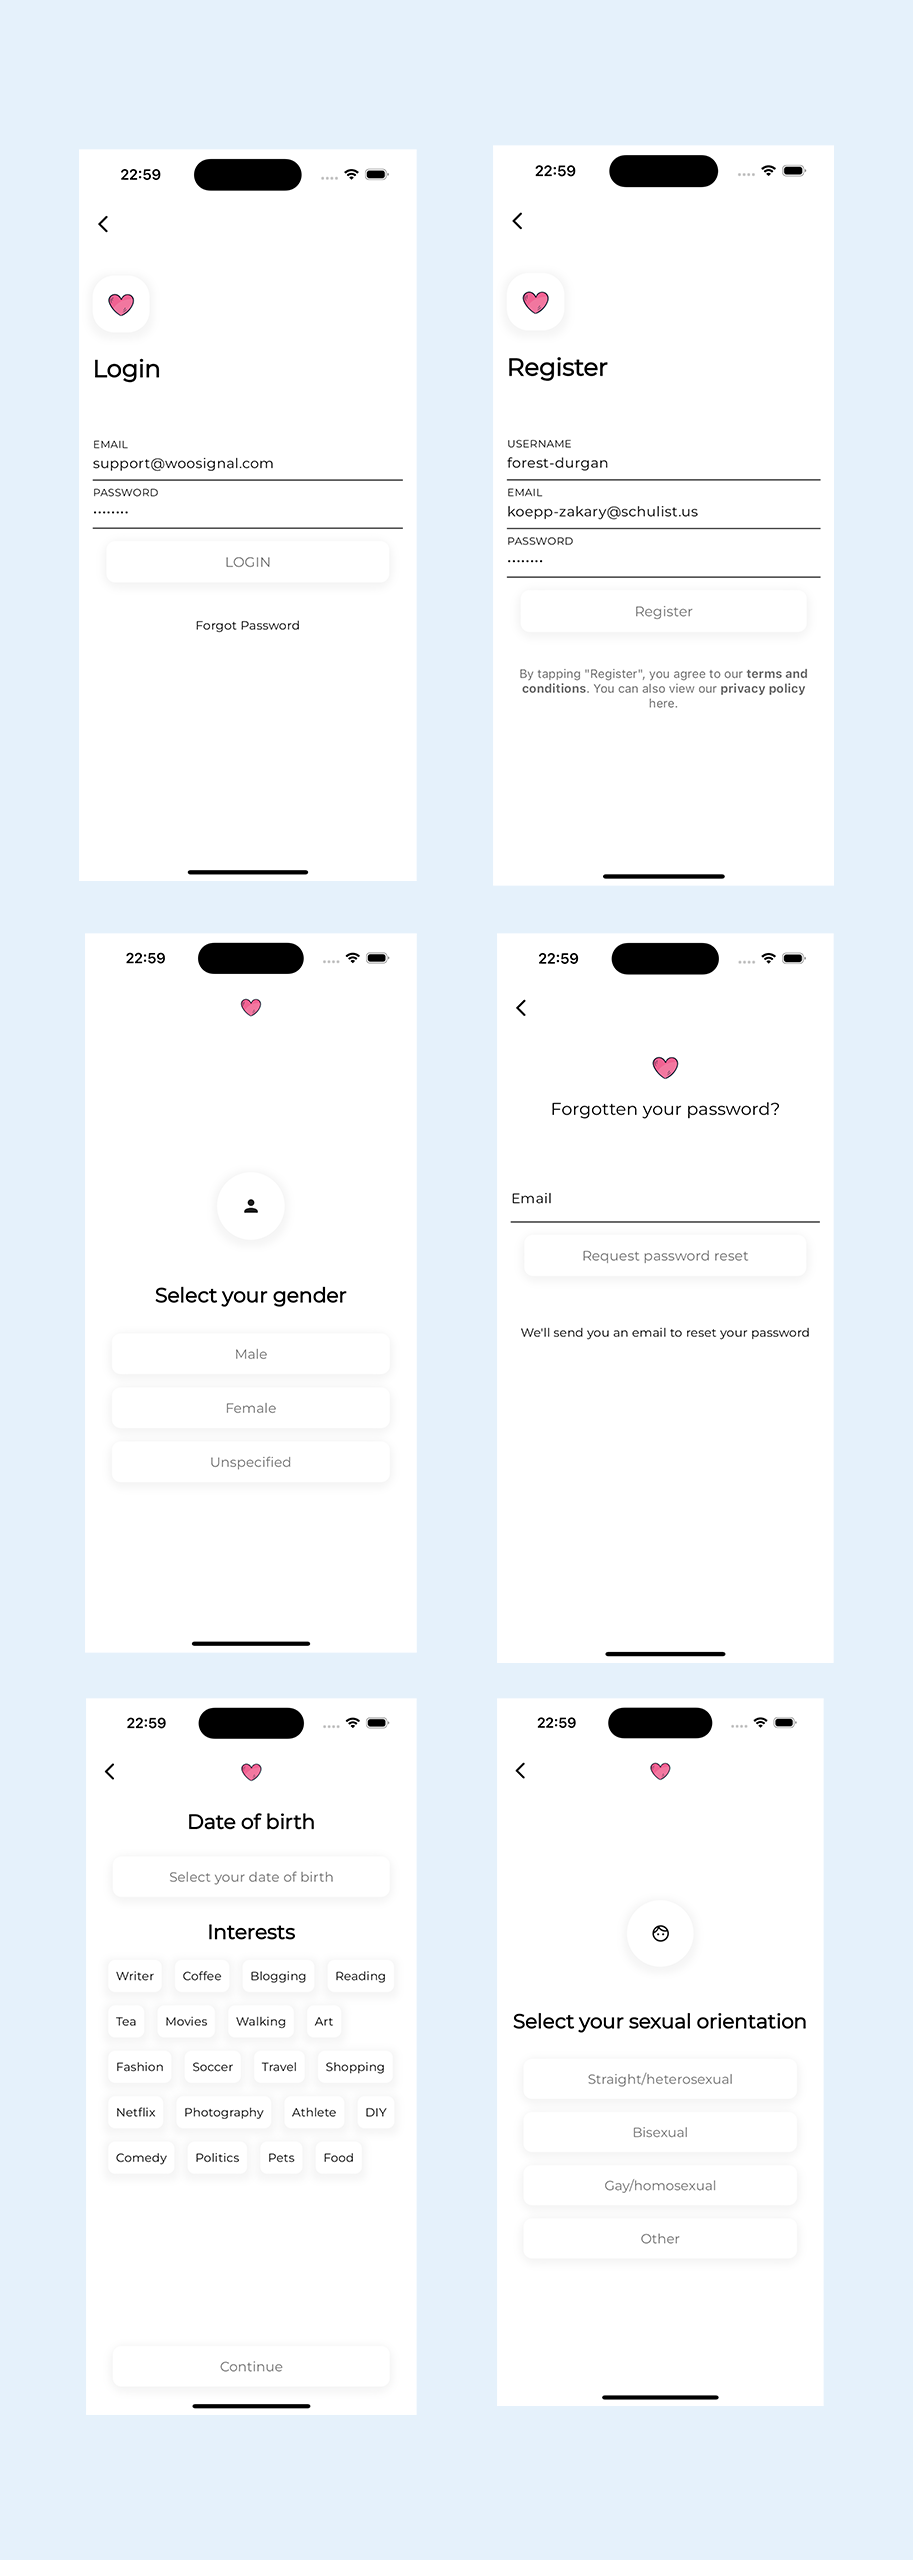 22:59
Login
EMAIL
support@woosignal.com
PASSWORD
••••••••
LOGIN
Forgot Password
22:59
Register
USERNAME
forest-durgan
EMAIL
koepp-zakary@schulist.us
PASSWORD
••••••••
Register
By tapping "Register", you agree to our terms and
conditions. You can also view our privacy policy
here.
22:59
Select your gender
Male
Female
Unspecified
22:59
Forgotten your password?
Email
Request password reset
We'll send you an email to reset your password
22:59
Date of birth
Select your date of birth
Interests
Writer Coffee Blogging Reading
Tea Movies Walking Art
Fashion Soccer Travel Shopping
Netflix Photography Athlete DIY
Comedy Politics Pets Food
Continue
22:59
Select your sexual orientation
Straight/heterosexual
Bisexual
Gay/homosexual
Other